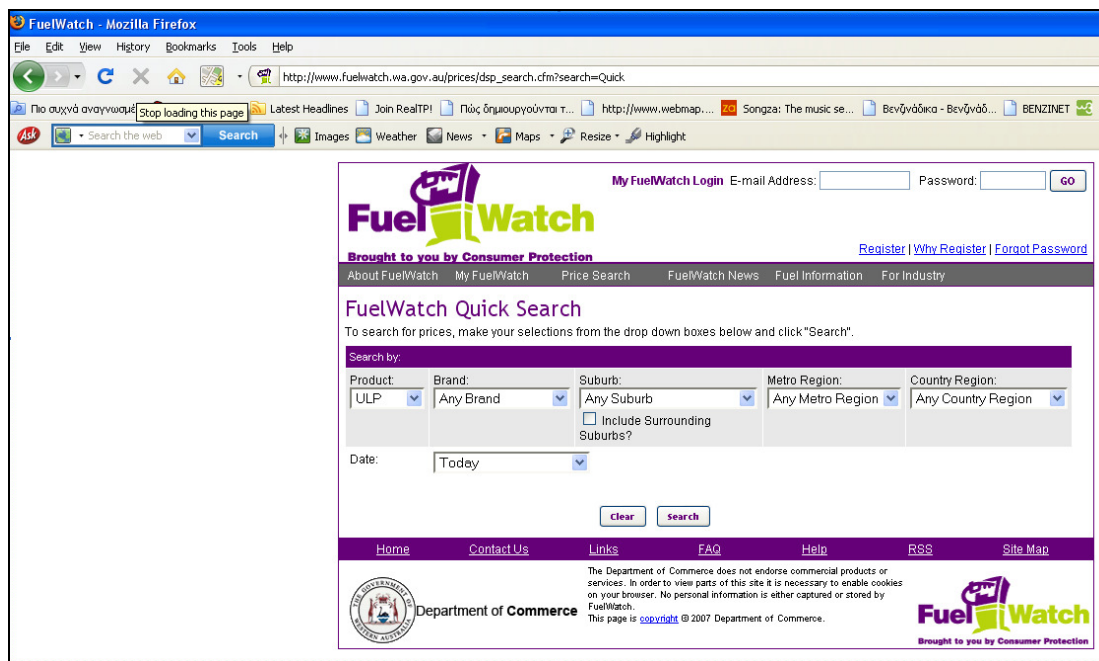 FuelWatch - Mozilla Firefox
File Edit View History Bookmarks Tools Help
http://www.fuelwatch.wa.gov.au/prices/dsp_search.cfm?search=Quick
Πιο συχνά αναγνωσμέ Latest Headlines Join RealTP! Πώς δημιουργούνται τ... http://www.webmap.... ZO Songza: The music se... Βενζινάδικα - Βενζινάδ... BENZINET
Stop loading this page
Ask Search the web Search Images Weather News Maps Resize Highlight
My FuelWatch Login E-mail Address: Password: GO
FuelWatch
Brought to you by Consumer Protection
Register | Why Register | Forgot Password
About FuelWatch My FuelWatch Price Search FuelWatch News Fuel Information For Industry
FuelWatch Quick Search
To search for prices, make your selections from the drop down boxes below and click "Search".
Search by:
Product: Brand: Suburb: Metro Region: Country Region:
ULP Any Brand Any Suburb Any Metro Region Any Country Region
Include Surrounding
Suburbs?
Date: Today
Clear Search
Home Contact Us Links FAQ Help RSS Site Map
THE GOVERNMENT OF WESTERN AUSTRALIA
Department of Commerce
The Department of Commerce does not endorse commercial products or
services. In order to view parts of this site it is necessary to enable cookies
on your browser. No personal information is either captured or stored by
FuelWatch.
This page is copyright @ 2007 Department of Commerce.
FuelWatch
Brought to you by Consumer Protection